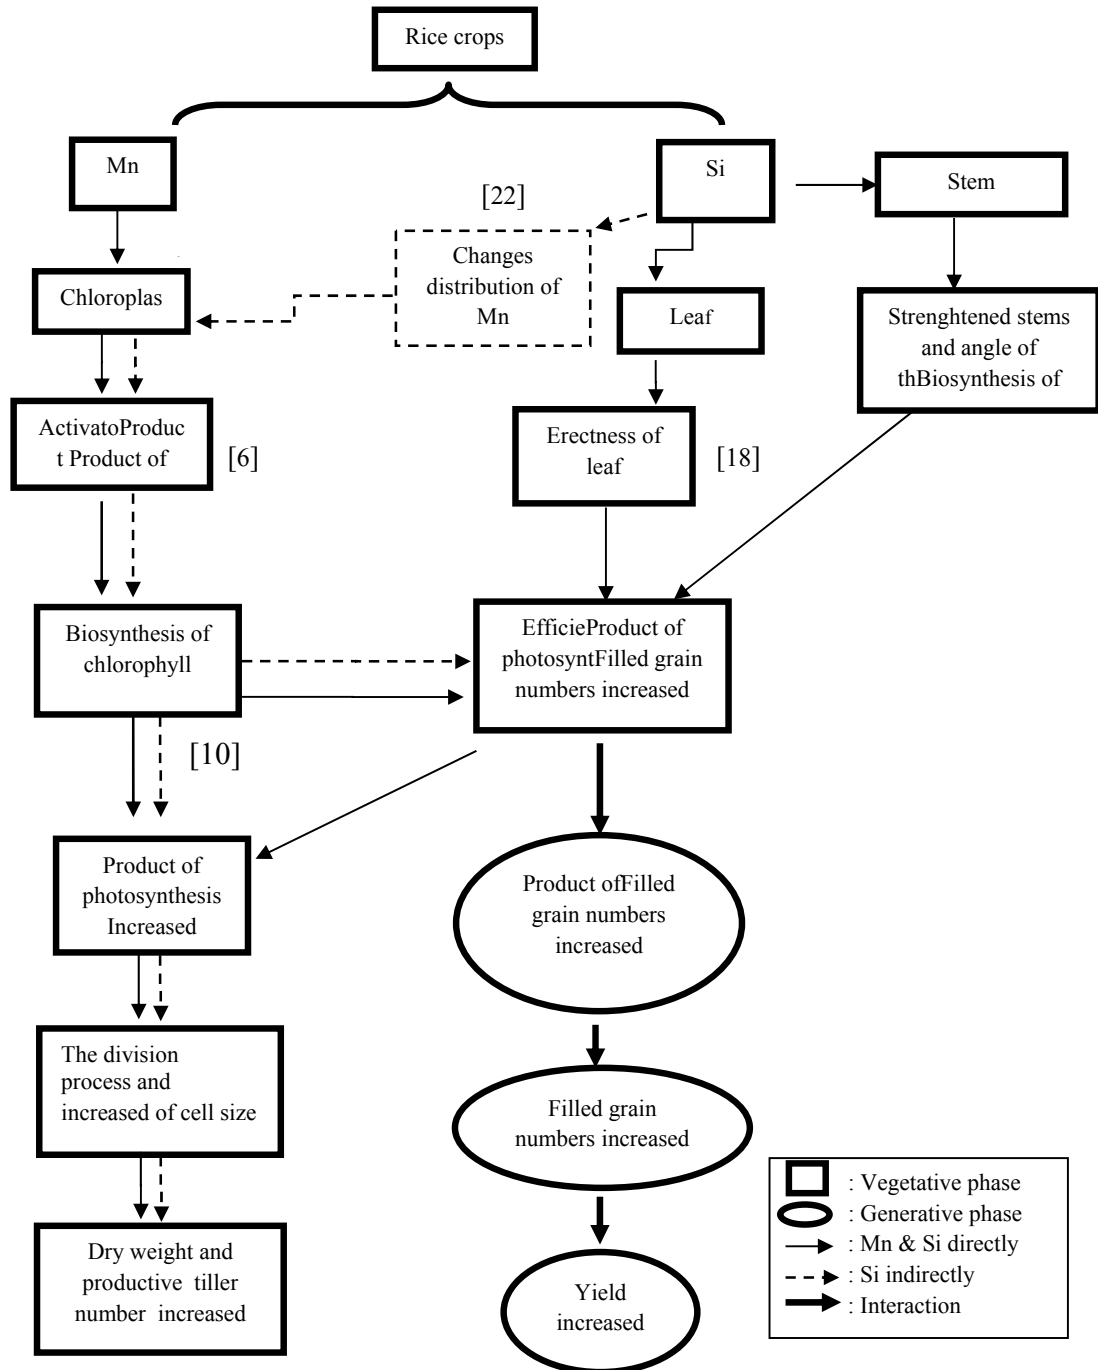 Rice crops
Mn
Si
Stem
[22]
Changes
distribution of
Mn
Chloroplas
Leaf
Strenghtened stems
and angle of
thBiosynthesis of
ActivatoProduc
t Product of
[6]
Erectness of
leaf
[18]
Biosynthesis of
chlorophyll
EfficieProduct of
photosyntFilled grain
numbers increased
[10]
Product of
photosynthesis
Increased
Product ofFilled
grain numbers
increased
The division
process and
increased of cell size
Filled grain
numbers increased
Dry weight and
productive tiller
number increased
Yield
increased
: Vegetative phase
: Generative phase
: Mn & Si directly
: Si indirectly
: Interaction